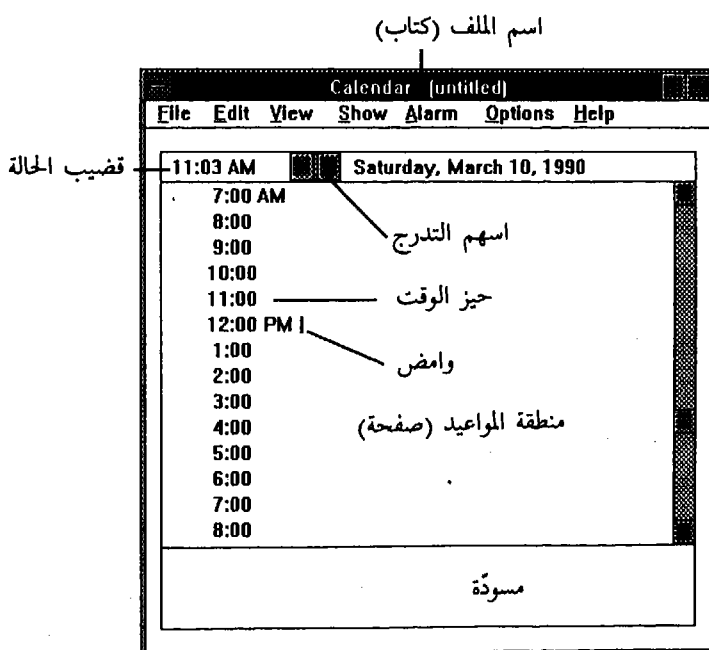 اسم الملف (كتاب)
Calendar (untitled)
File Edit View Show Alarm Options Help
قضيب الحالة
11:03 AM Saturday, March 10, 1990
7:00 AM
8:00
اسهم التدرج
9:00
10:00
11:00 حيز الوقت
12:00 PM
1:00
وامض
2:00
3:00
4:00 منطقة المواعيد (صفحة)
5:00
6:00
7:00
8:00
مسودّة